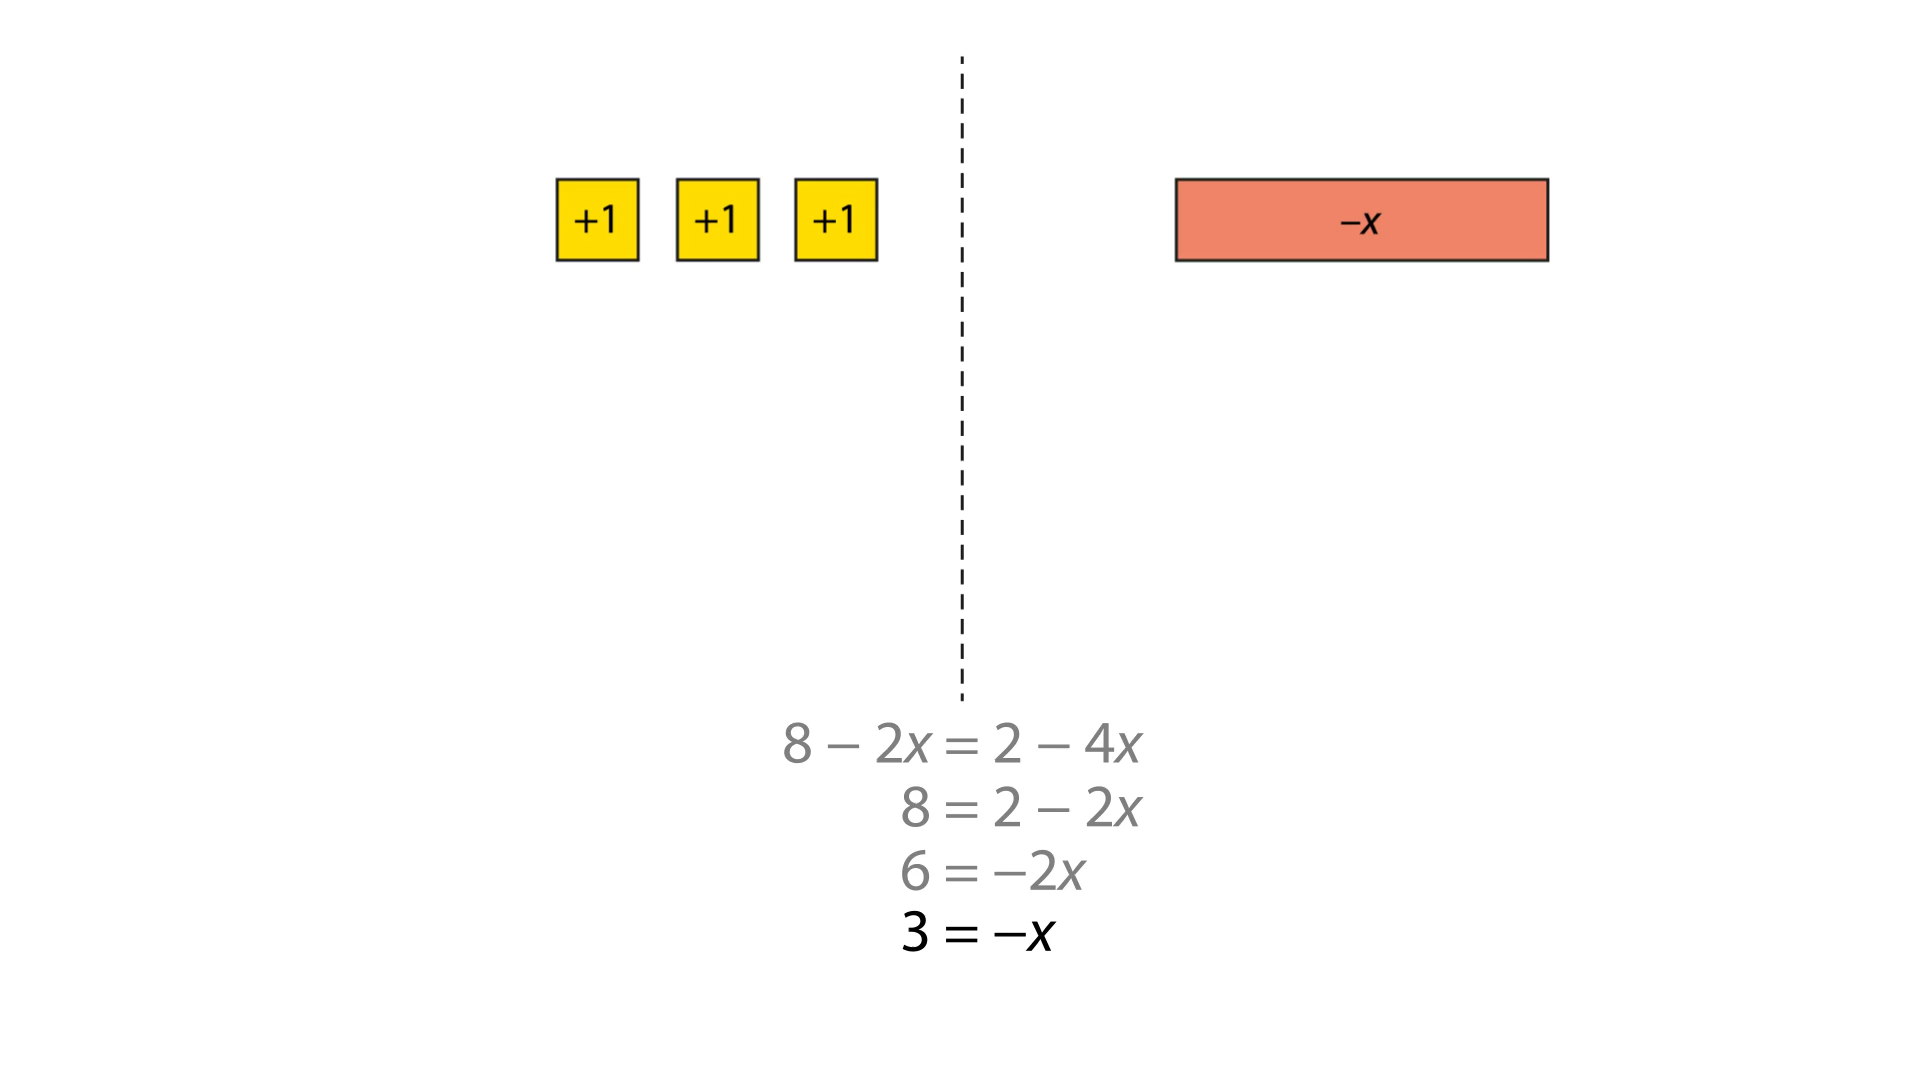 +1 +1 +1 –x
8 – 2x = 2 – 4x
8 = 2 – 2x
6 = –2x
3 = –x